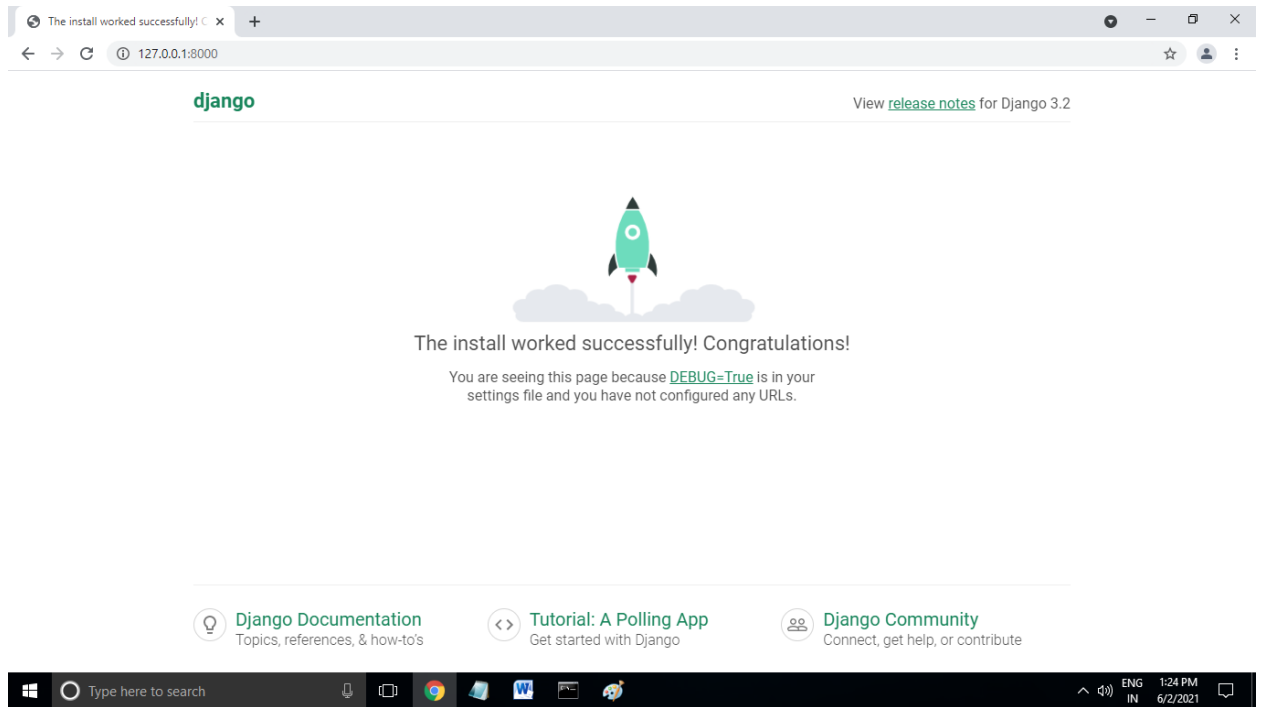 The install worked successfully! C
127.0.0.1:8000
django
View release notes for Django 3.2
The install worked successfully! Congratulations!
You are seeing this page because DEBUG=True is in your
settings file and you have not configured any URLs.
Django Documentation
Topics, references, & how-to's
Tutorial: A Polling App
Get started with Django
Django Community
Connect, get help, or contribute
Type here to search
W
ENG
IN
1:24 PM
6/2/2021